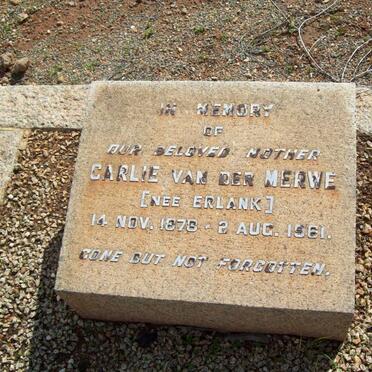 IN MEMORY
OF
OUR BELOVED MOTHER
CARLIE VAN DER MERWE
[NÉE ERLANK]
14 NOV. 1878 - 2 AUG. 1961.
GONE BUT NOT FORGOTTEN.